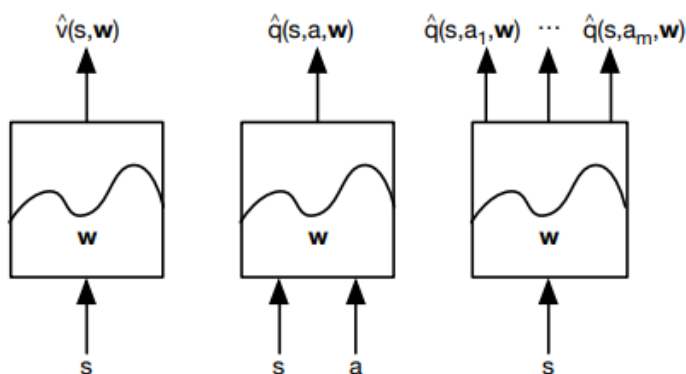 v̂(s,w) q̂(s,a,w) q̂(s,a₁,w) ··· q̂(s,aₘ,w)
w w w
s s a s